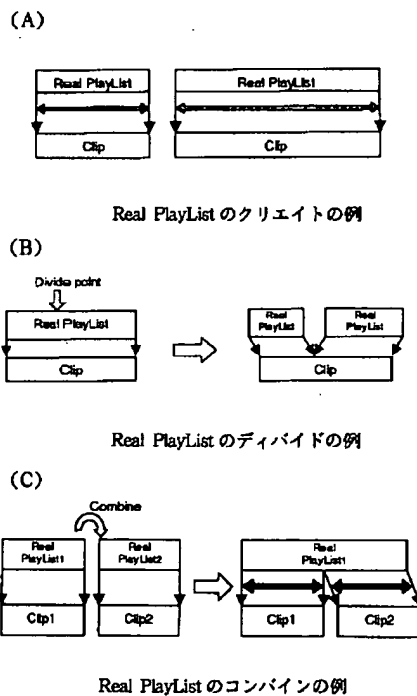 (A)
Real PlayList
Real PlayList
Clip
Clip
Real PlayList のクリエイトの例
(B)
Divide point
Real PlayList
Clip
Real
PlayList
Real
PlayList
Clip
Real PlayList のディバイドの例
(C)
Combine
Real
PlayList1
Real
PlayList2
Clip1
Clip2
Real
PlayList1
Clip1
Clip2
Real PlayList のコンバインの例